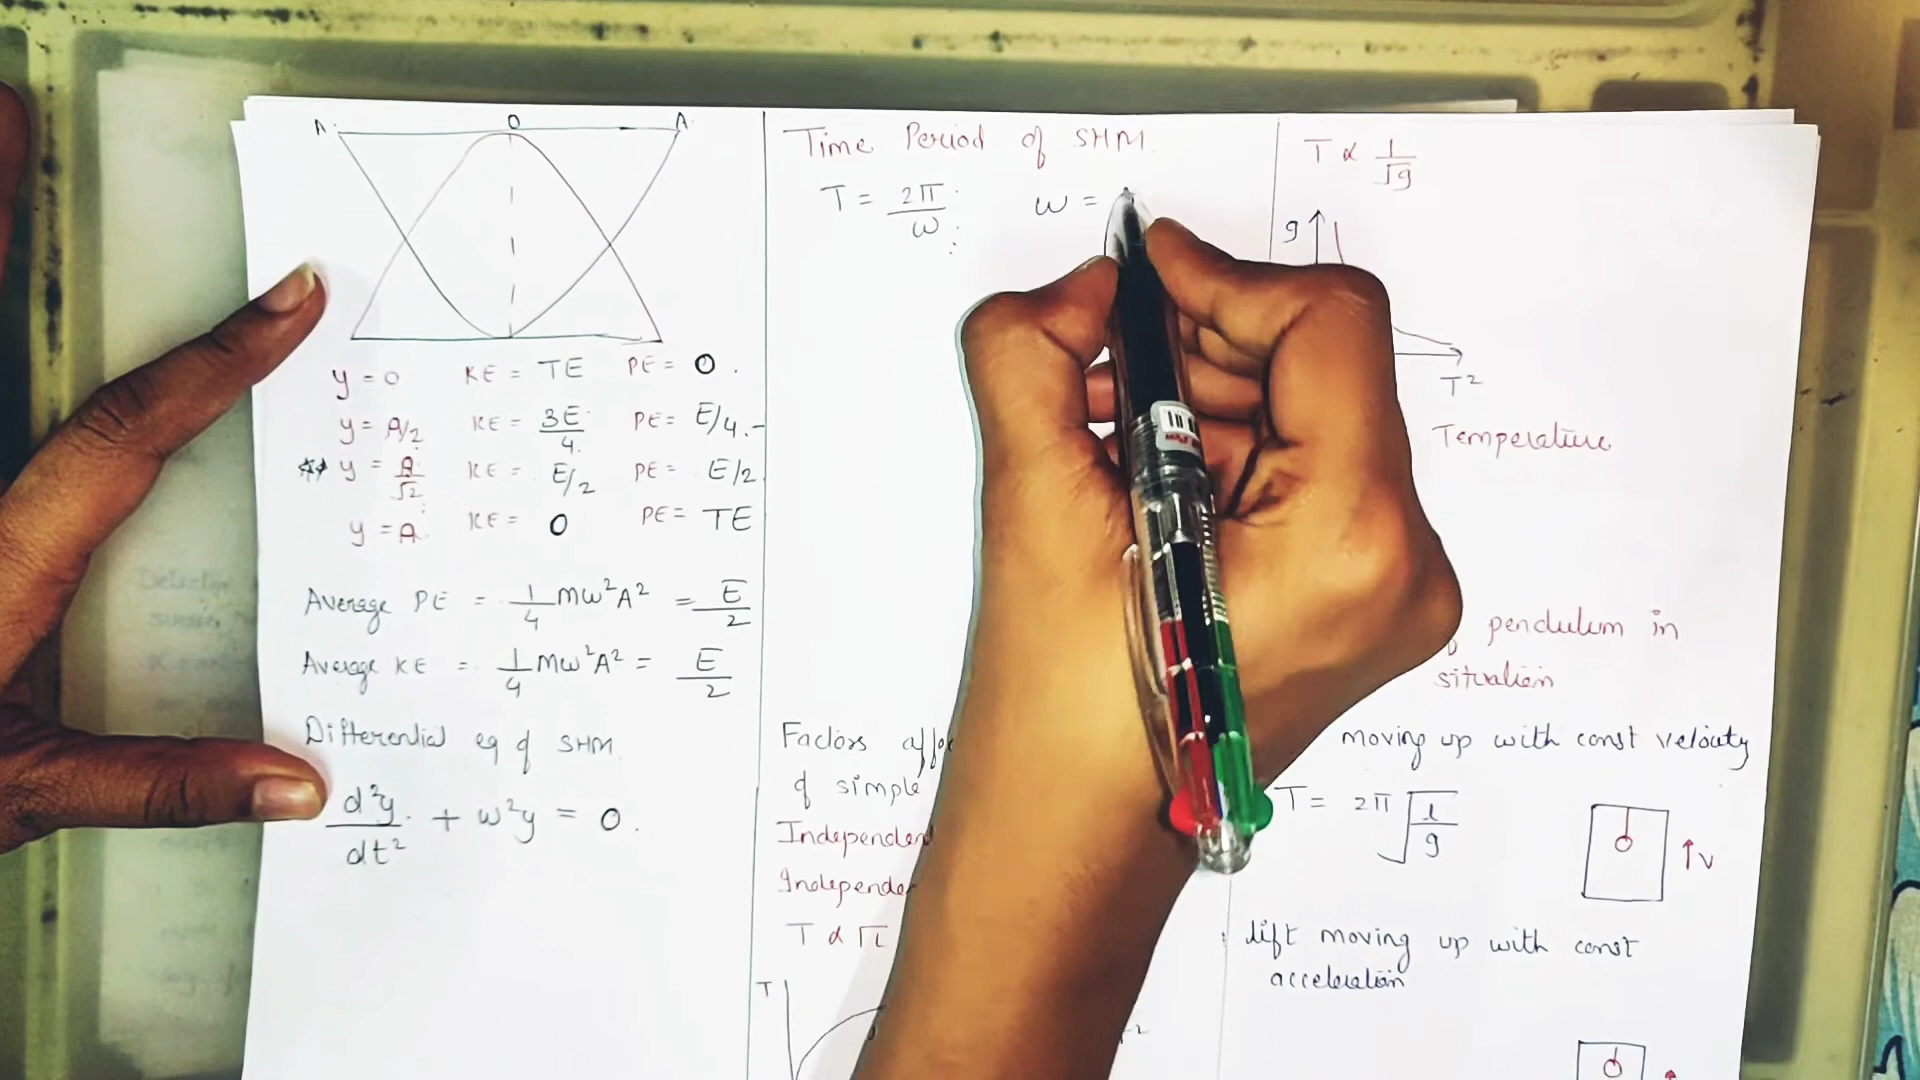 A O A
y = 0 KE = TE PE = 0.
y = A/2 KE = 3E/4 PE = E/4
y = A/√2 KE = E/2 PE = E/2
y = A KE = 0 PE = TE
Average PE = 1/4 mω²A² = E/2
Average KE = 1/4 mω²A² = E/2
Differential eq of SHM.
d²y/dt² + ω²y = 0.
Time Period of SHM
T = 2π/ω ω =
Factors
of simple
T ∝ √l
T
T ∝ 1/√g
g
T²
Temperature
pendulum in
situation
moving up with const velouty
T = 2π √(l/g)
↑v
lift moving up with const
acceleration